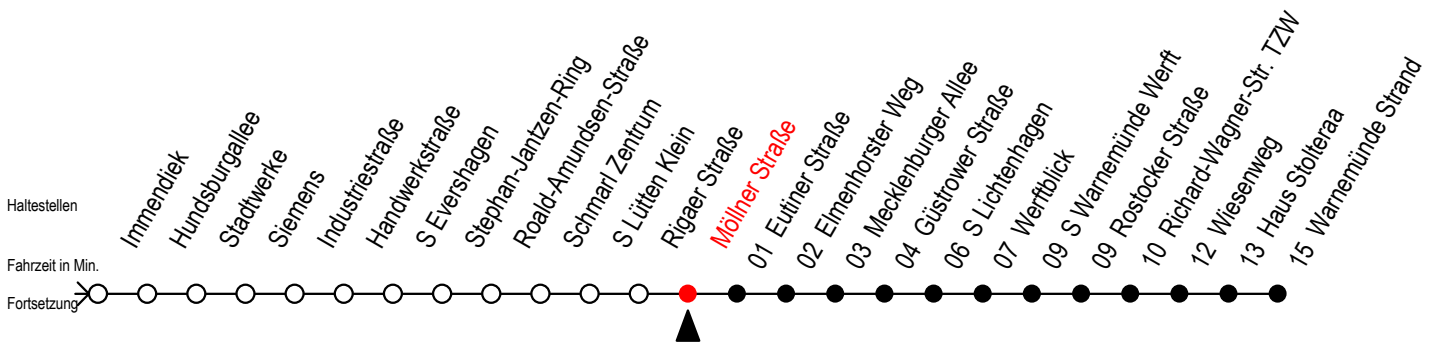 Haltestellen
Immendiek
Hundsburgallee
Stadtwerke
Siemens
Industriestraße
Handwerkstraße
S Evershagen
Stephan-Jantzen-Ring
Roald-Amundsen-Straße
Schmarl Zentrum
S Lütten Klein
Rigaer Straße
Möllner Straße
01 Eutiner Straße
02 Elmenhorster Weg
03 Mecklenburger Allee
04 Güstrower Straße
06 S Lichtenhagen
07 Werftblick
09 S Warnemünde Werft
09 Rostocker Straße
10 Richard-Wagner-Str. TZW
12 Wiesenweg
13 Haus Stolteraa
15 Warnemünde Strand
Fahrzeit in Min.
Fortsetzung